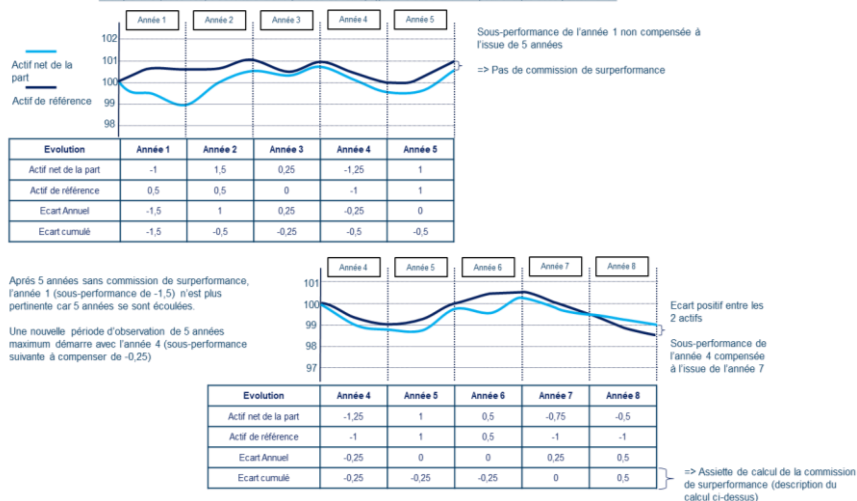 Année 1 Année 2 Année 3 Année 4 Année 5
102
101
100
99
98
Actif net de la
part
Actif de référence
Sous-performance de l'année 1 non compensée à
l'issue de 5 années
=> Pas de commission de surperformance
Evolution Année 1 Année 2 Année 3 Année 4 Année 5
Actif net de la part -1 1,5 0,25 -1,25 1
Actif de référence 0,5 0,5 0 -1 1
Ecart Annuel -1,5 1 0,25 -0,25 0
Ecart cumulé -1,5 -0,5 -0,25 -0,5 -0,5
Aprés 5 années sans commission de surperformance,
l'année 1 (sous-performance de -1,5) n'est plus
pertinente car 5 années se sont écoulées.
Une nouvelle période d'observation de 5 années
maximum démarre avec l'année 4 (sous-performance
suivante à compenser de -0,25)
Année 4 Année 5 Année 6 Année 7 Année 8
101
100
99
98
97
Ecart positif entre les
2 actifs
Sous-performance de
l'année 4 compensée
à l'issue de l'année 7
Evolution Année 4 Année 5 Année 6 Année 7 Année 8
Actif net de la part -1,25 1 0,5 -0,75 -0,5
Actif de référence -1 1 0,5 -1 -1
Ecart Annuel -0,25 0 0 0,25 0,5
Ecart cumulé -0,25 -0,25 -0,25 0 0,5
=> Assiette de calcul de la commission
de surperformance (description du
calcul ci-dessus)